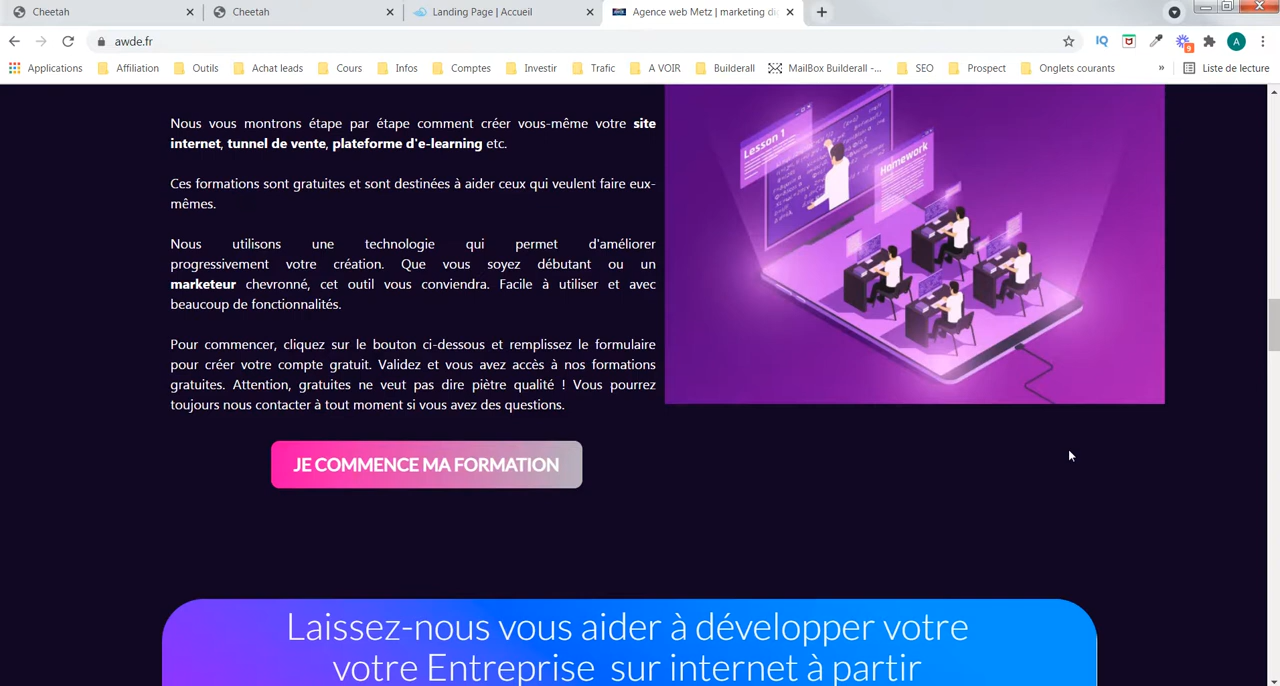 Cheetah
Cheetah
Landing Page | Accueil
Agence web Metz | marketing di
awde.fr
IQ
9
A
Applications
Affiliation
Outils
Achat leads
Cours
Infos
Comptes
Investir
Trafic
A VOIR
Builderall
MailBox Builderall -...
SEO
Prospect
Onglets courants
»
Liste de lecture
Nous vous montrons étape par étape comment créer vous-même votre site
internet, tunnel de vente, plateforme d'e-learning etc.
Ces formations sont gratuites et sont destinées à aider ceux qui veulent faire eux-
mêmes.
Nous utilisons une technologie qui permet d'améliorer
progressivement votre création. Que vous soyez débutant ou un
marketeur chevronné, cet outil vous conviendra. Facile à utiliser et avec
beaucoup de fonctionnalités.
Pour commencer, cliquez sur le bouton ci-dessous et remplissez le formulaire
pour créer votre compte gratuit. Validez et vous avez accès à nos formations
gratuites. Attention, gratuites ne veut pas dire piètre qualité ! Vous pourrez
toujours nous contacter à tout moment si vous avez des questions.
JE COMMENCE MA FORMATION
Lesson 1
Homework
Laissez-nous vous aider à développer votre
votre Entreprise sur internet à partir